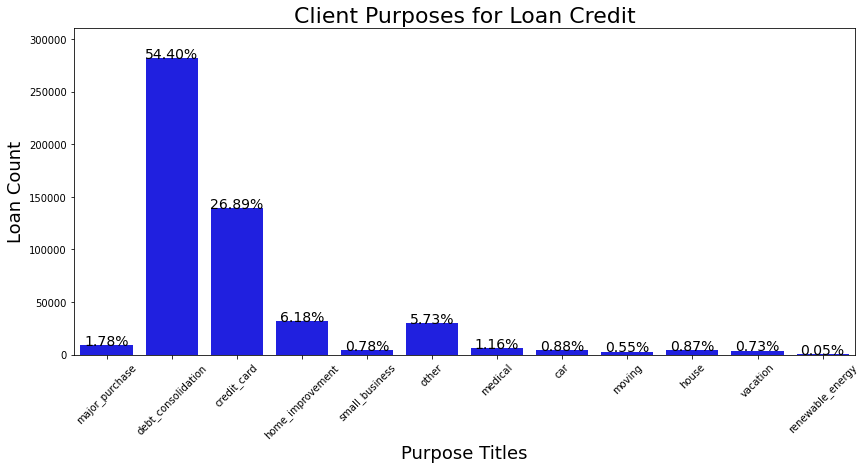 Client Purposes for Loan Credit
Loan Count
300000
250000
200000
150000
100000
50000
0
1.78%
54.40%
26.89%
6.18%
0.78%
5.73%
1.16%
0.88%
0.55%
0.87%
0.73%
0.05%
major_purchase
debt_consolidation
credit_card
home_improvement
small_business
other
medical
car
moving
house
vacation
renewable_energy
Purpose Titles